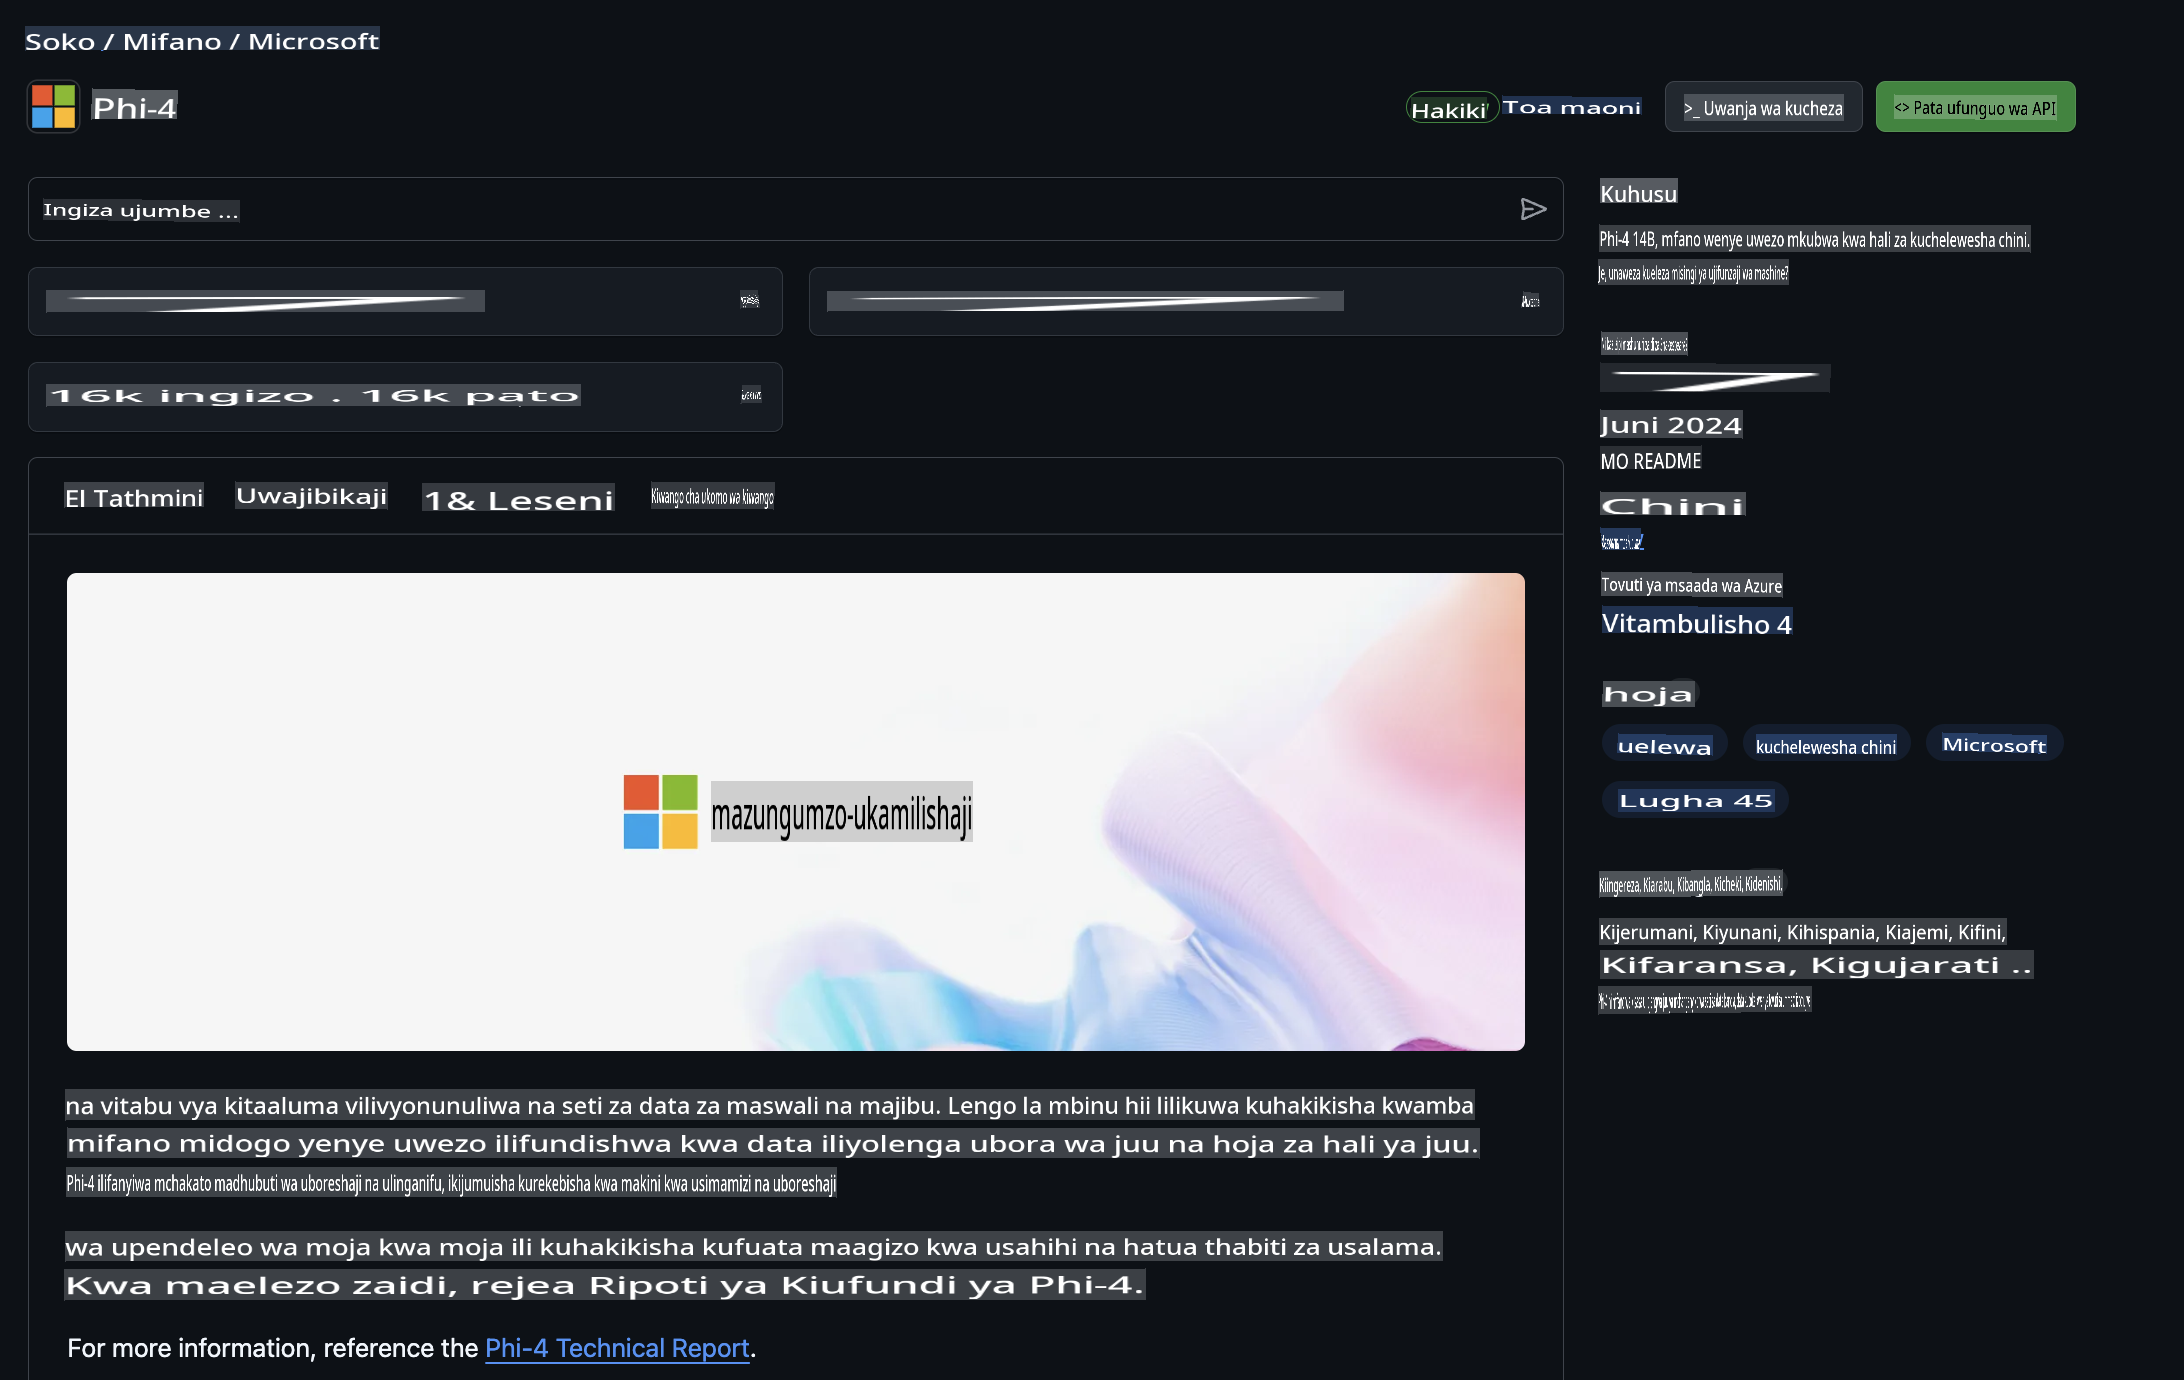 Soko / Mifano / Microsoft
Phi-4
Hakiki
Toa maoni
>_ Uwanja wa kucheza
<> Pata ufunguo wa API
Ingiza ujumbe ...
16k ingizo . 16k pato
El Tathmini
Uwajibikaji
1& Leseni
Kiwango cha ukomo wa kiwango
mazungumzo-ukamilishaji
na vitabu vya kitaaluma vilivyonunuliwa na seti za data za maswali na majibu. Lengo la mbinu hii lilikuwa kuhakikisha kwamba
mifano midogo yenye uwezo ilifundishwa kwa data iliyolenga ubora wa juu na hoja za hali ya juu.
Phi-4 ilifanyiwa mchakato madhubuti wa uboreshaji na ulinganifu, ikijumuisha kurekebisha kwa makini kwa usimamizi na uboreshaji
wa upendeleo wa moja kwa moja ili kuhakikisha kufuata maagizo kwa usahihi na hatua thabiti za usalama.
Kwa maelezo zaidi, rejea Ripoti ya Kiufundi ya Phi-4.
For more information, reference the Phi-4 Technical Report.
Kuhusu
Phi-4 14B, mfano wenye uwezo mkubwa kwa hali za kuchelewesha chini.
Je, unaweza kueleza misingi ya ujifunzaji wa mashine?
Juni 2024
MO README
Chini
Tovuti ya msaada wa Azure
Vitambulisho 4
hoja
uelewa
kuchelewesha chini
Microsoft
Lugha 45
Kiingereza, Kiarabu, Kibangla, Kicheki, Kidenishi,
Kijerumani, Kiyunani, Kihispania, Kiajemi, Kifini,
Kifaransa, Kigujarati ..